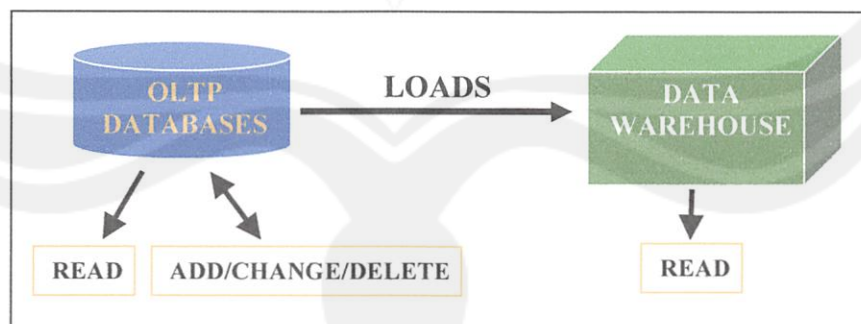 OLTP
DATABASES
LOADS
DATA
WAREHOUSE
READ
ADD/CHANGE/DELETE
READ